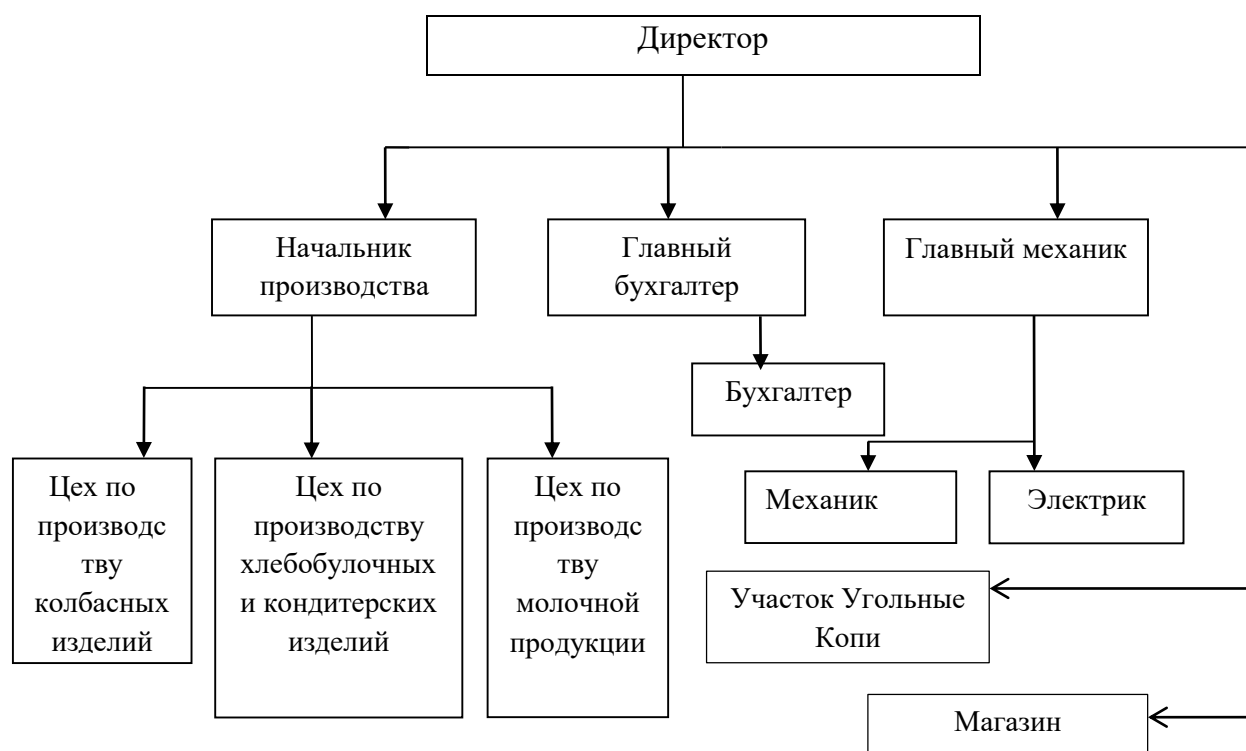 Директор
Начальник
производства
Главный
бухгалтер
Главный механик
Бухгалтер
Цех по
производс
тву
колбасных
изделий
Цех по
производству
хлебобулочных
и кондитерских
изделий
Цех по
производс
тву
молочной
продукции
Механик
Электрик
Участок Угольные
Копи
Магазин